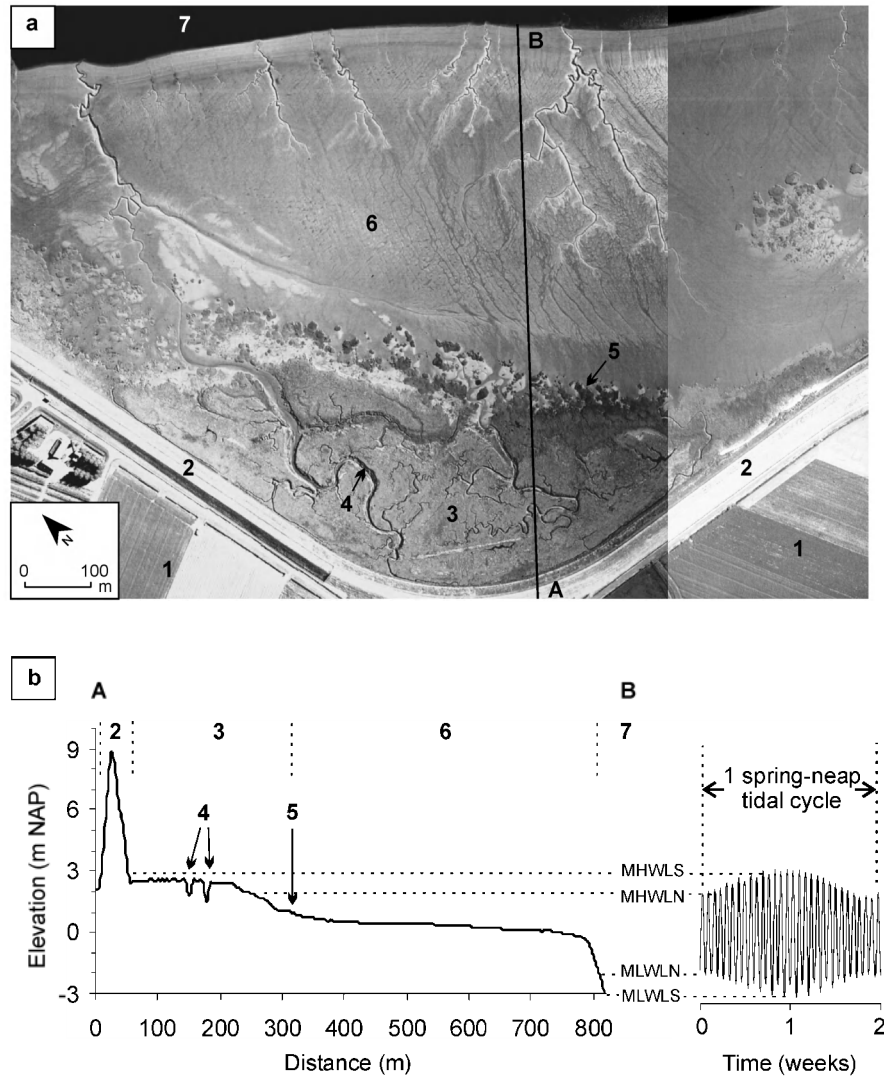 a
7
B
6
5
2
4
3
2
N
0 100
m
1
1
A
b
A
B
2
3
6
7
9
6
3
0
-3
4
5
Elevation (m NAP)
1 spring-neap
tidal cycle
MHWLS
MHWLN
MLWLN
MLWLS
0 100 200 300 400 500 600 700 800
Distance (m)
0 1 2
Time (weeks)